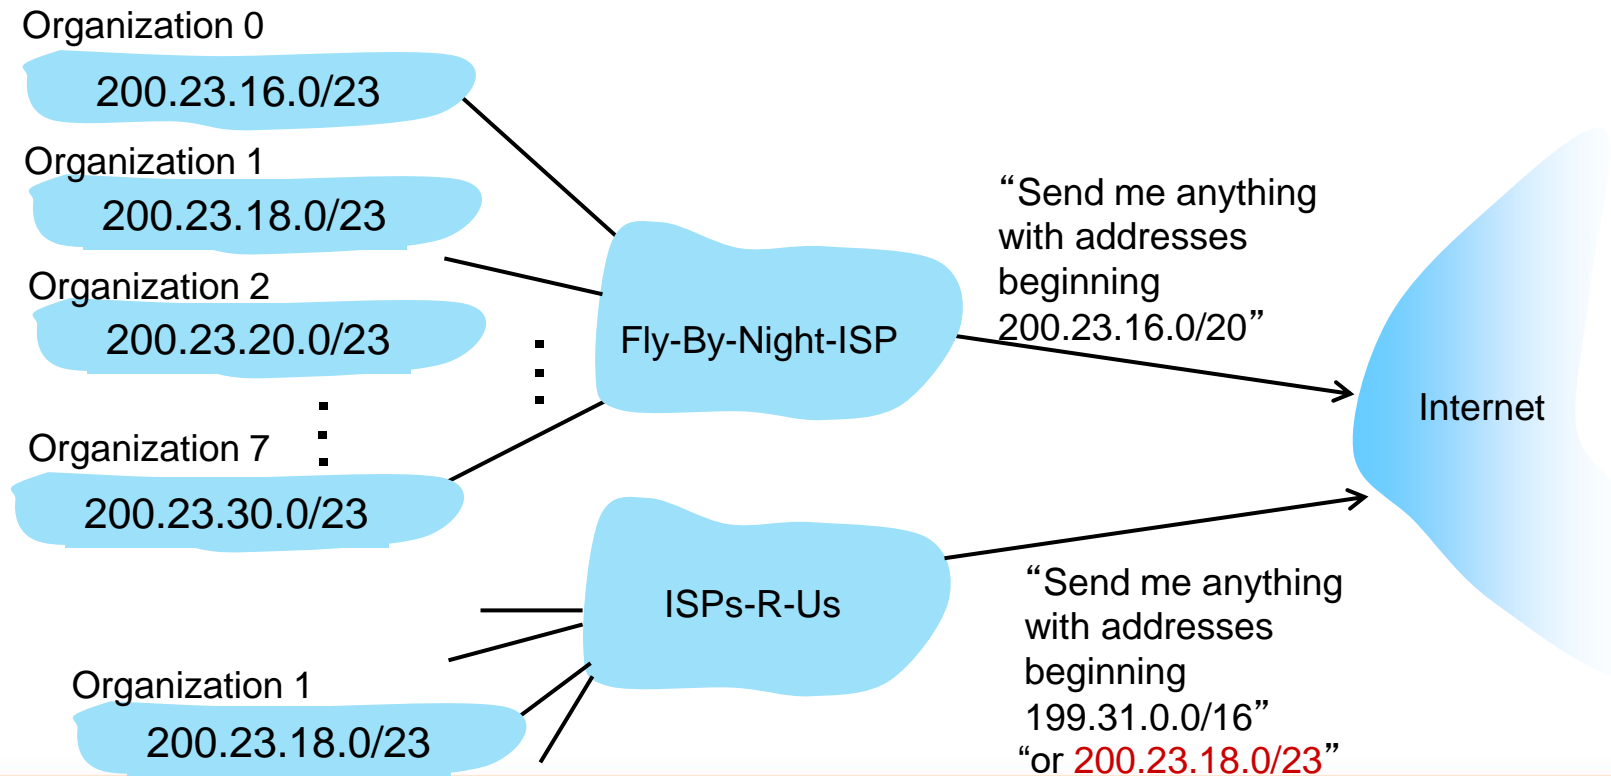 Organization 0
200.23.16.0/23
Organization 1
200.23.18.0/23
Organization 2
200.23.20.0/23
Organization 7
200.23.30.0/23
Fly-By-Night-ISP
“Send me anything
with addresses
beginning
200.23.16.0/20”
Internet
ISPs-R-Us
Organization 1
200.23.18.0/23
“Send me anything
with addresses
beginning
199.31.0.0/16”
“or 200.23.18.0/23”